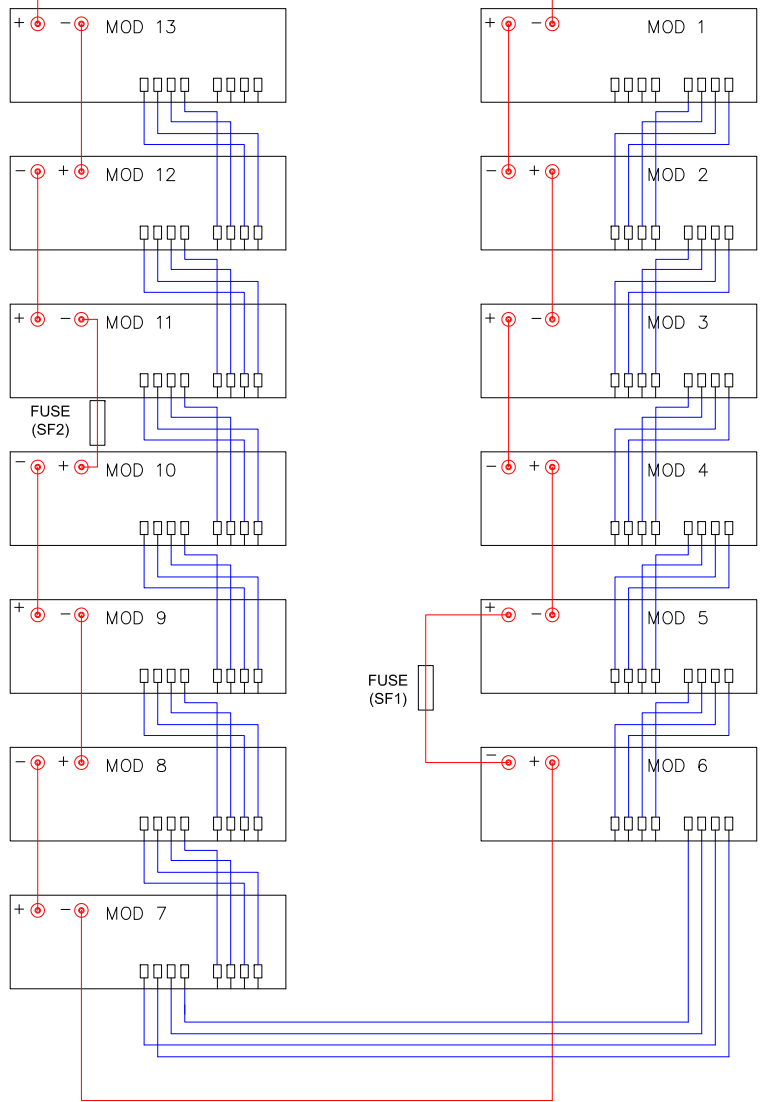 + − MOD 13
+ − MOD 1
− + MOD 12
− + MOD 2
+ − MOD 11
+ − MOD 3
FUSE
(SF2)
− + MOD 10
− + MOD 4
+ − MOD 9
+ − MOD 5
FUSE
(SF1)
− + MOD 8
− + MOD 6
+ − MOD 7